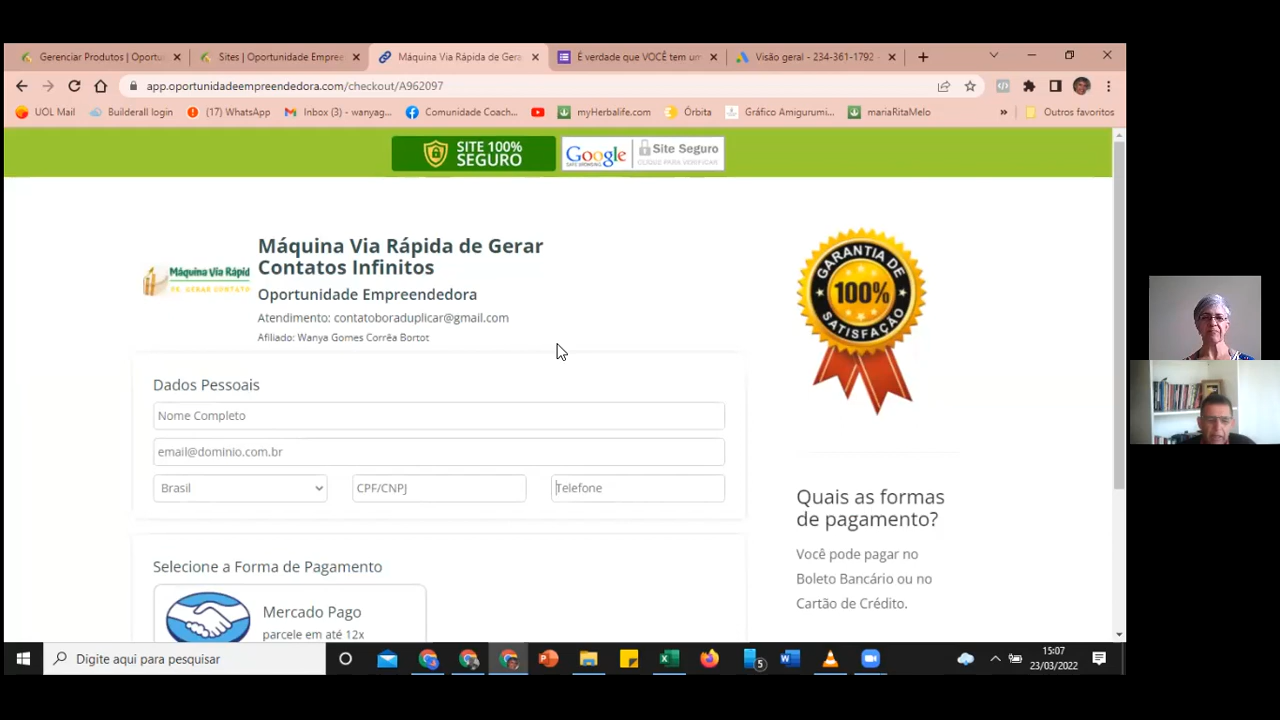 Gerenciar Produtos | Oportu
Sites | Oportunidade Empree
Máquina Via Rápida de Gera
É verdade que VOCÊ tem um
Visão geral - 234-361-1792 -
app.oportunidadeempreendedora.com/checkout/A962097
UOL Mail
Builderall login
(17) WhatsApp
Inbox (3) - wanyag...
Comunidade Coach...
myHerbalife.com
Órbita
Gráfico Amigurumi...
mariaRitaMelo
»
Outros favoritos
SITE 100%
SEGURO
Google
Site Seguro
CLIQUE PARA VERIFICAR
Máquina Via Rápida de Gerar
Contatos Infinitos
Máquina Via Rápid
DE GERAR CONTATO
Oportunidade Empreendedora
Atendimento: contatoboraduplicar@gmail.com
Afiliado: Wanya Gomes Corrêa Bortot
GARANTIA DE
100%
SATISFAÇÃO
Dados Pessoais
Nome Completo
email@dominio.com.br
Brasil
CPF/CNPJ
Telefone
Quais as formas
de pagamento?
Você pode pagar no
Boleto Bancário ou no
Cartão de Crédito.
Selecione a Forma de Pagamento
Mercado Pago
parcele em até 12x
Digite aqui para pesquisar
5
15:07
23/03/2022